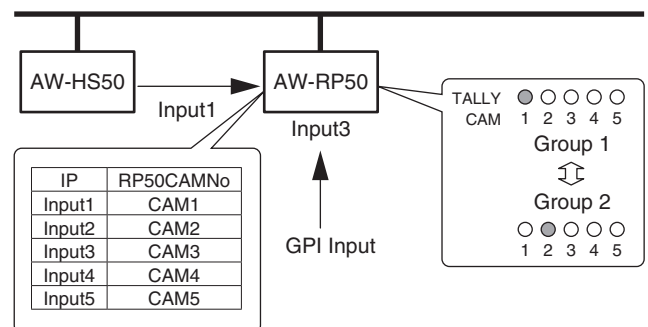 AW-HS50
AW-RP50
Input1
Input3
GPI Input
IP RP50CAMNo
Input1 CAM1
Input2 CAM2
Input3 CAM3
Input4 CAM4
Input5 CAM5
TALLY
CAM 1 2 3 4 5
Group 1
Group 2
1 2 3 4 5